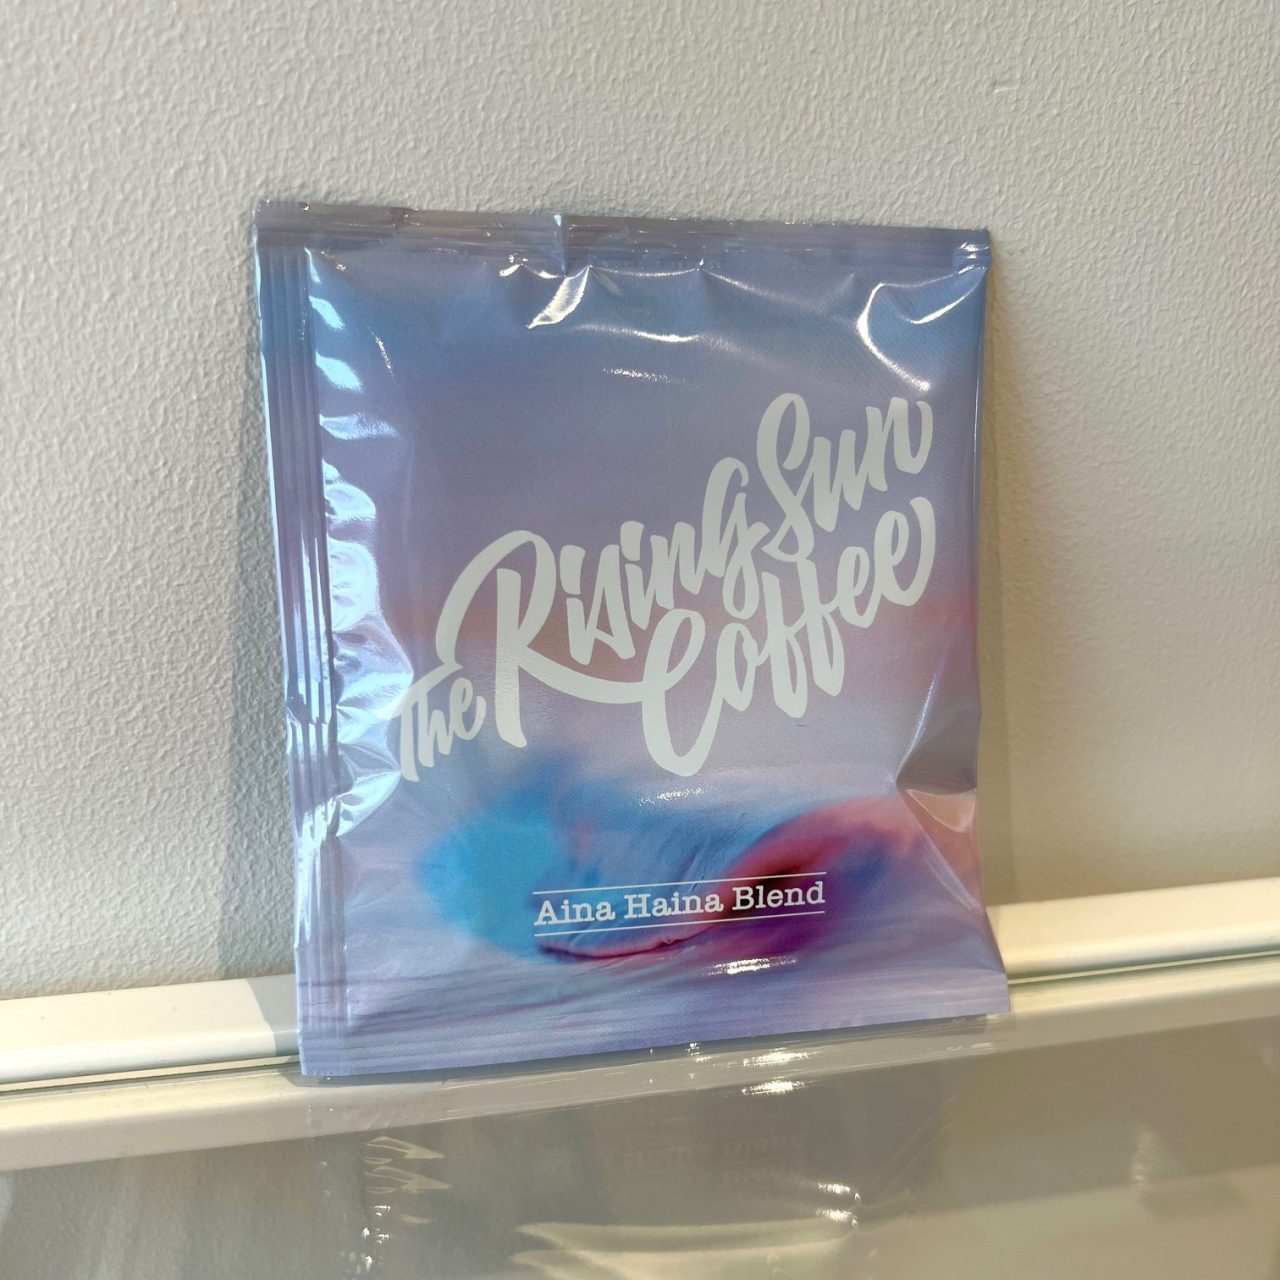 The Rising Sun
Coffee
Aina Haina Blend